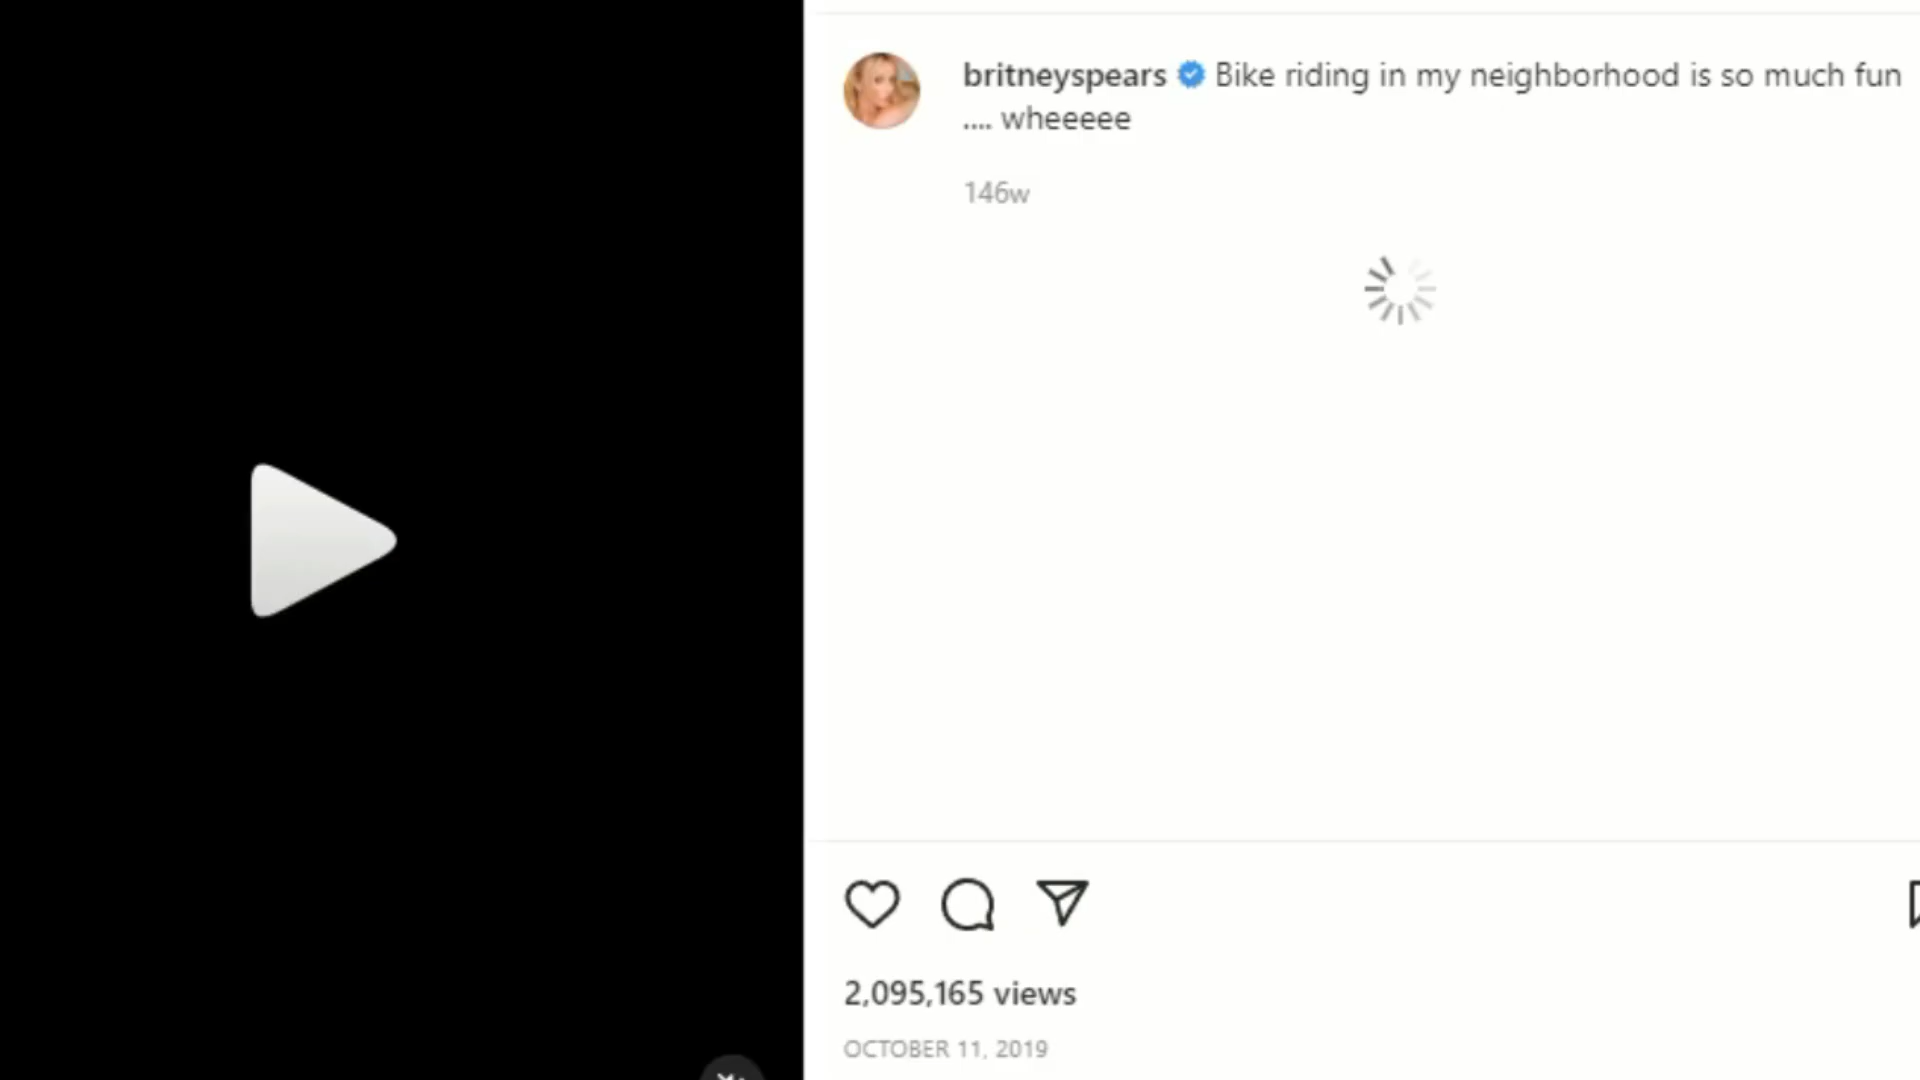 britneyspears Bike riding in my neighborhood is so much fun
.... wheeeee
146w
2,095,165 views
OCTOBER 11, 2019